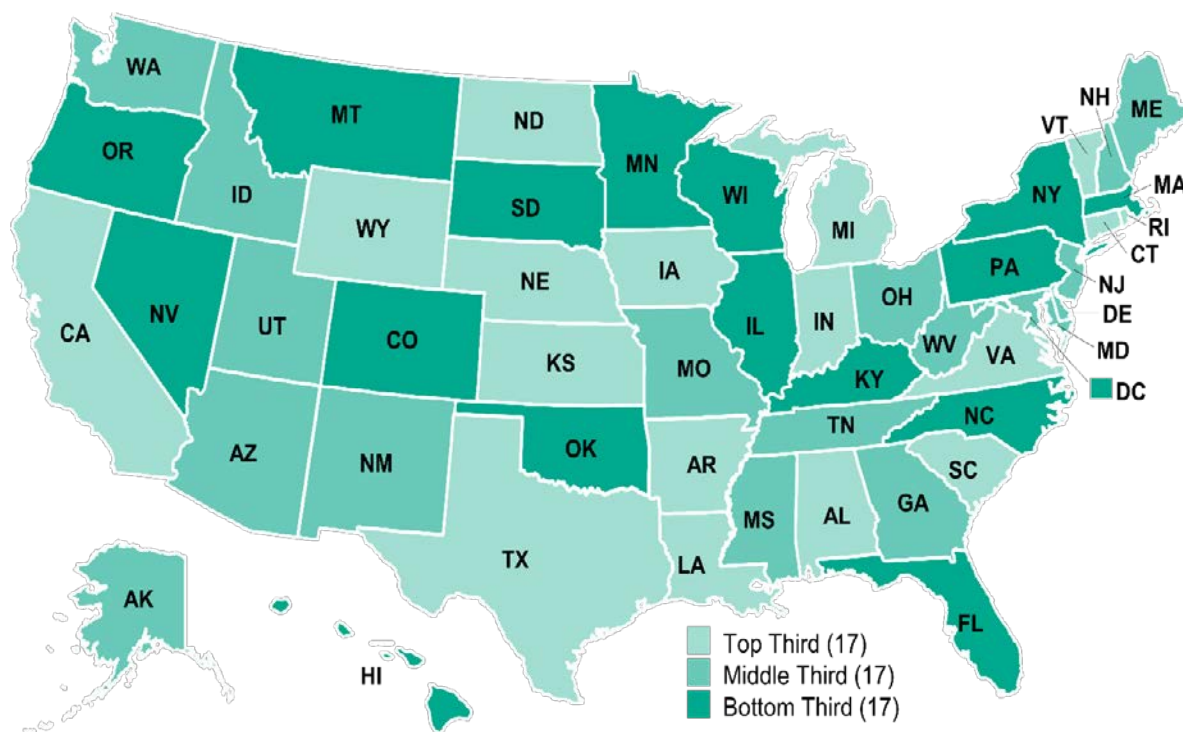 WA
MT
ND
MN
OR
ID
SD
WI
WY
MI
NH
ME
VT
NY
MA
RI
CT
PA
NJ
DE
MD
DC
NE
IA
IL
IN
OH
WV
VA
NV
UT
CO
KS
MO
KY
CA
AZ
NM
OK
AR
TN
NC
SC
MS
AL
GA
TX
LA
FL
AK
HI
Top Third (17)
Middle Third (17)
Bottom Third (17)